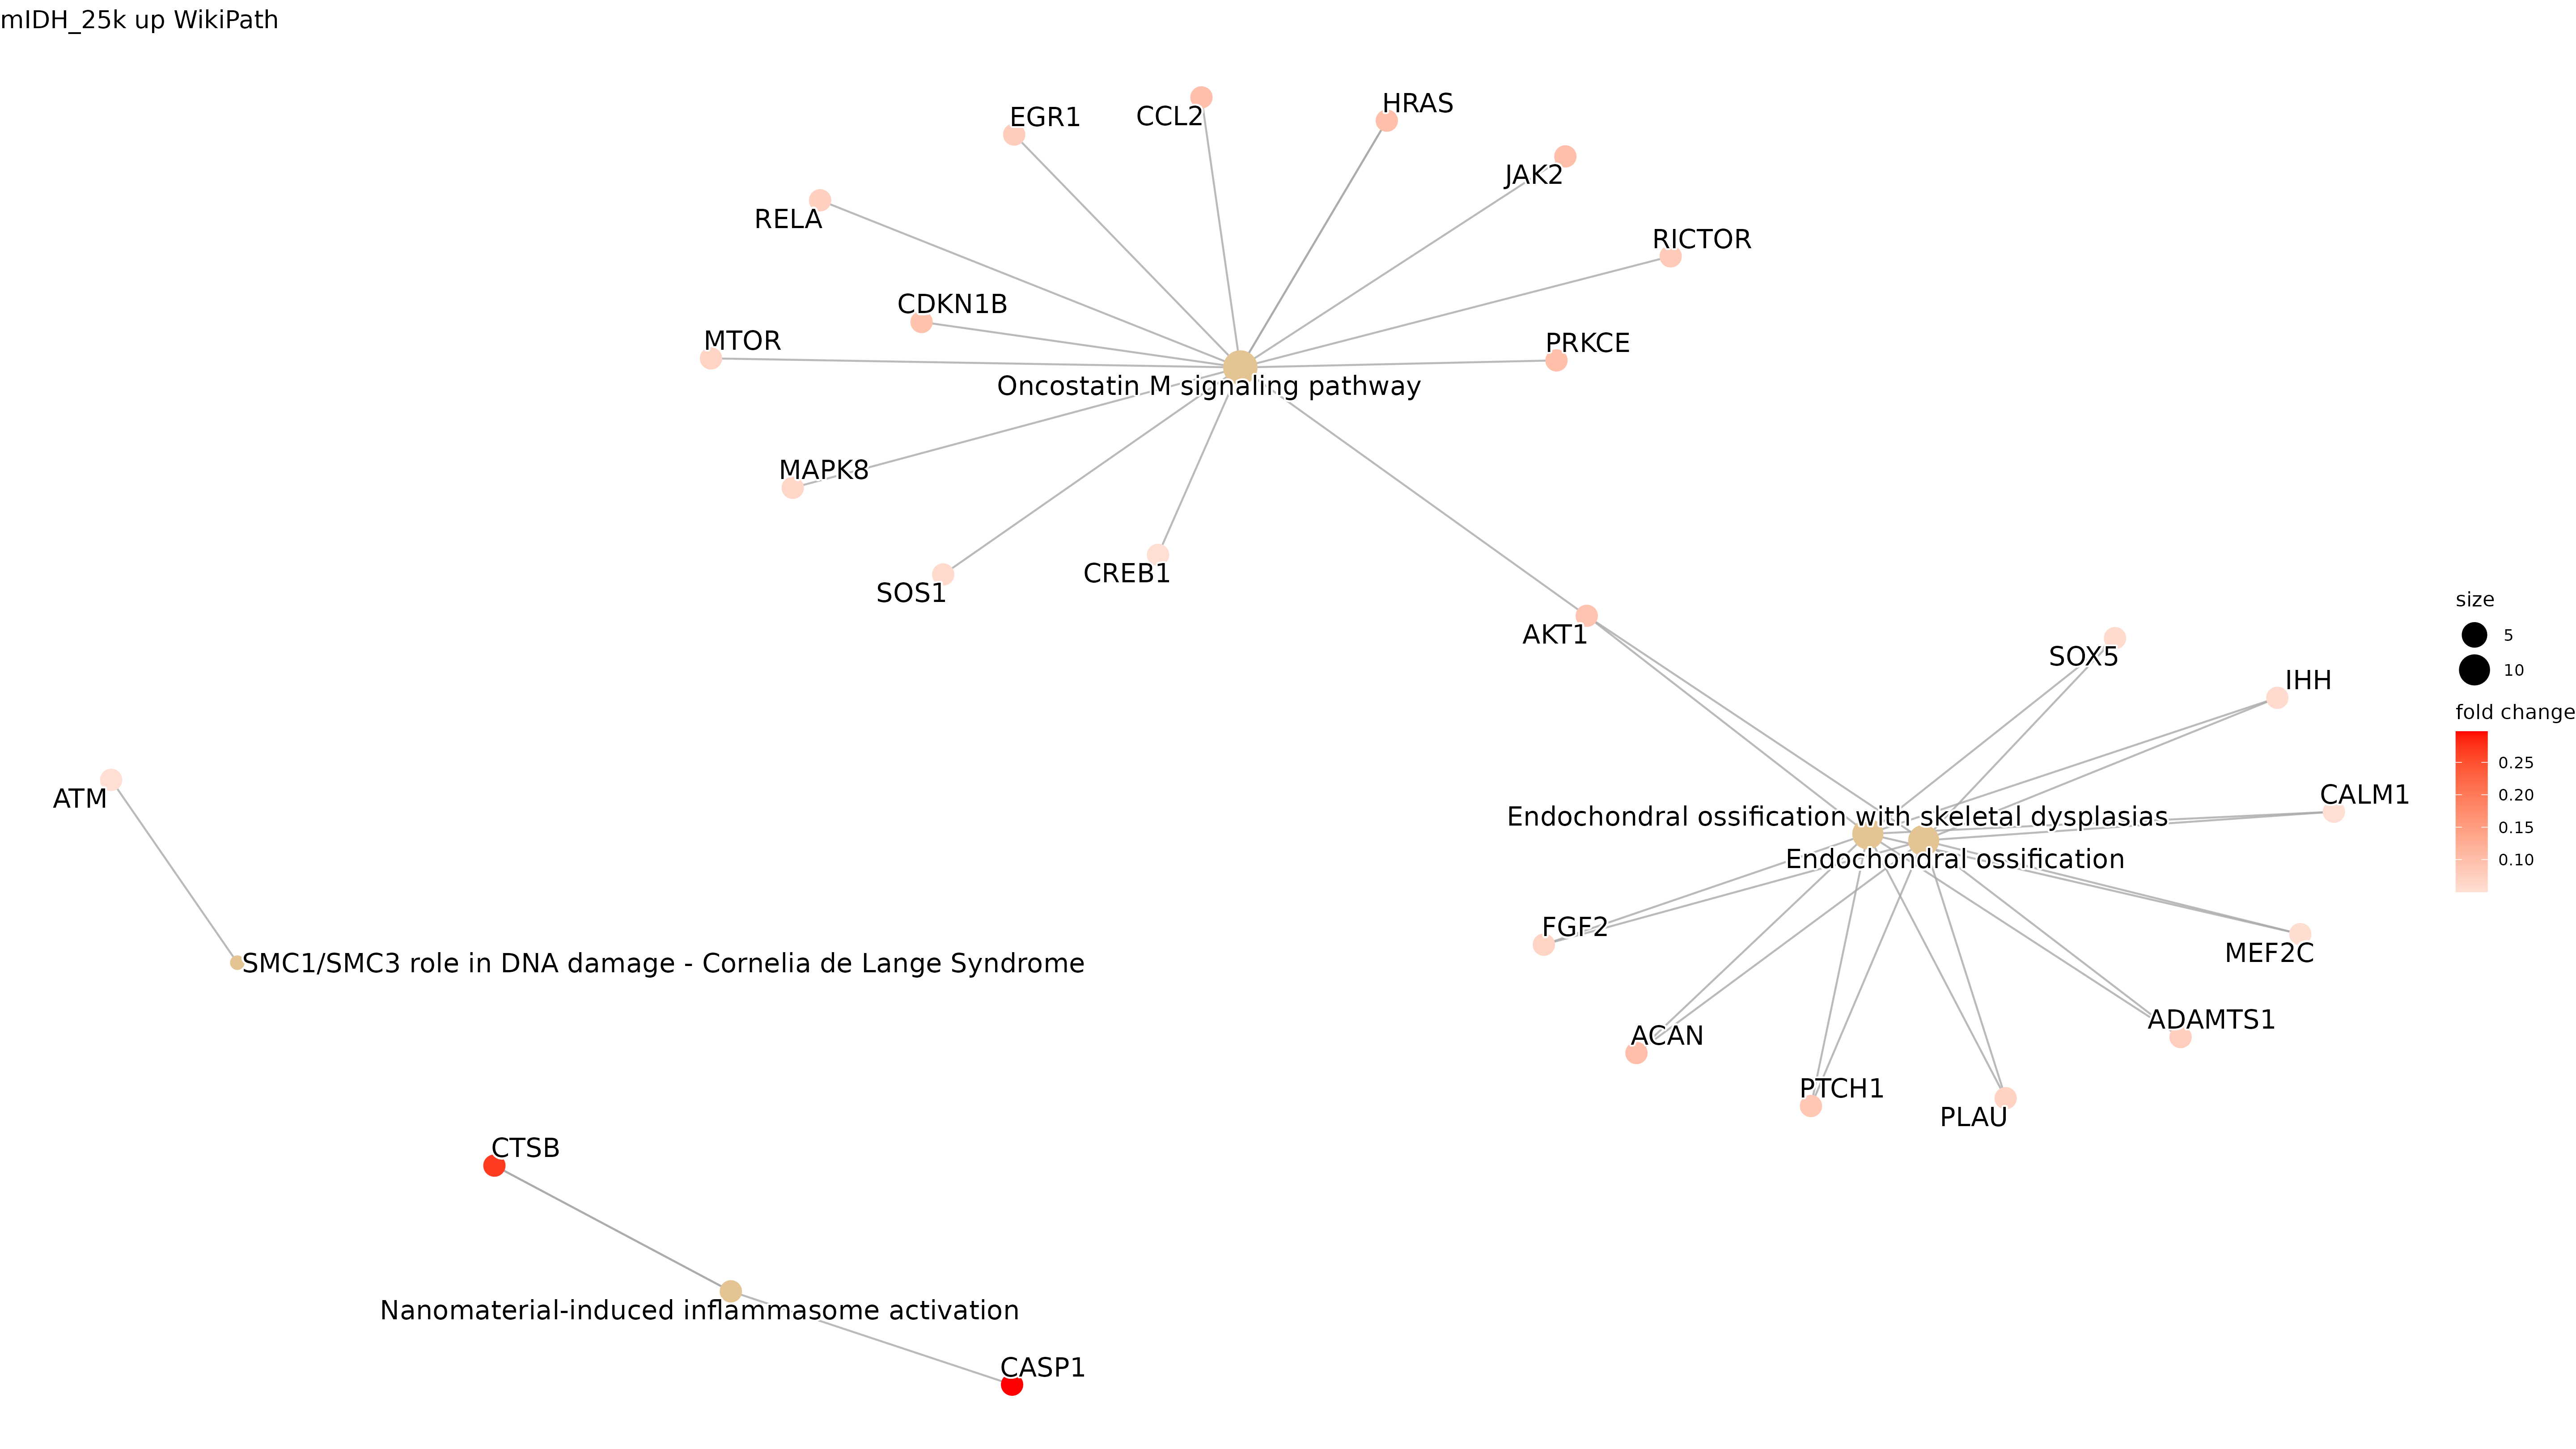 mIDH_25k up WikiPath
CCL2
HRAS
EGR1
JAK2
RELA
RICTOR
CDKN1B
MTOR
PRKCE
Oncostatin M signaling pathway
MAPK8
CREB1
SOS1
AKT1
SOX5
IHH
size
5
10
fold change
0.25
0.20
0.15
0.10
ATM
CALM1
Endochondral ossification with skeletal dysplasias
Endochondral ossification
FGF2
MEF2C
SMC1/SMC3 role in DNA damage - Cornelia de Lange Syndrome
ADAMTS1
ACAN
PTCH1
PLAU
CTSB
Nanomaterial-induced inflammasome activation
CASP1